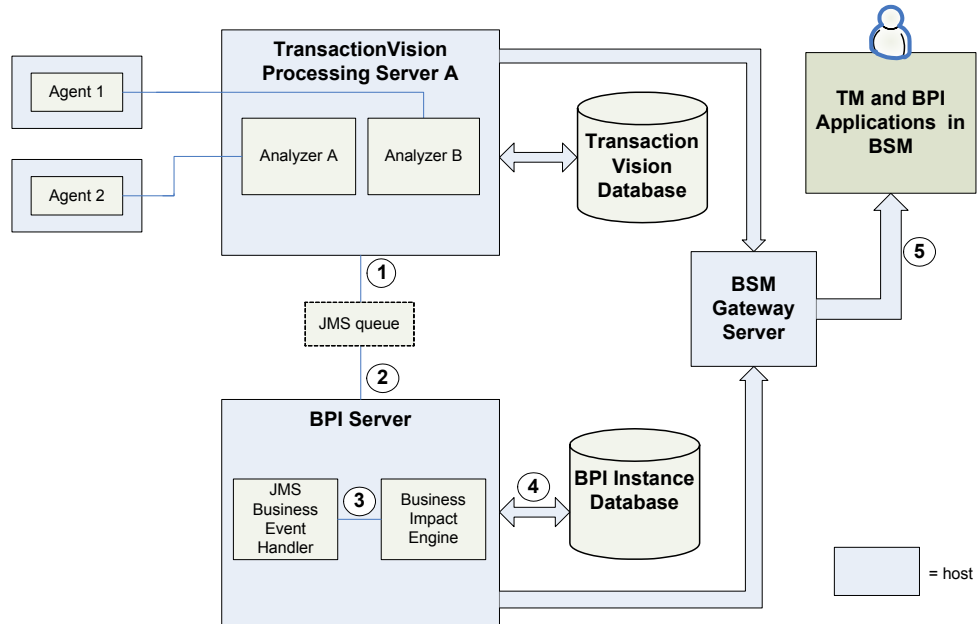 TransactionVision
Processing Server A
Agent 1
Agent 2
Analyzer A
Analyzer B
Transaction
Vision
Database
TM and BPI
Applications in
BSM
1
JMS queue
2
BSM
Gateway
Server
5
BPI Server
JMS
Business
Event
Handler
3
Business
Impact
Engine
4
BPI Instance
Database
= host